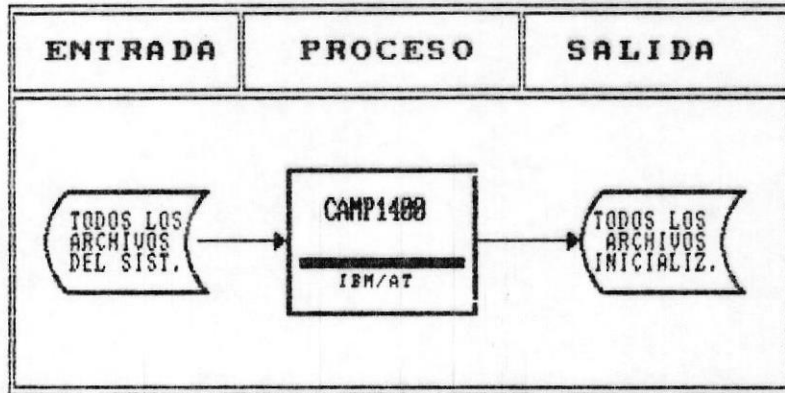 ENTRADA
PROCESO
SALIDA
TODOS LOS
ARCHIVOS
DEL SIST.
CAMP1400
IBM/AT
TODOS LOS
ARCHIVOS
INICIALIZ.